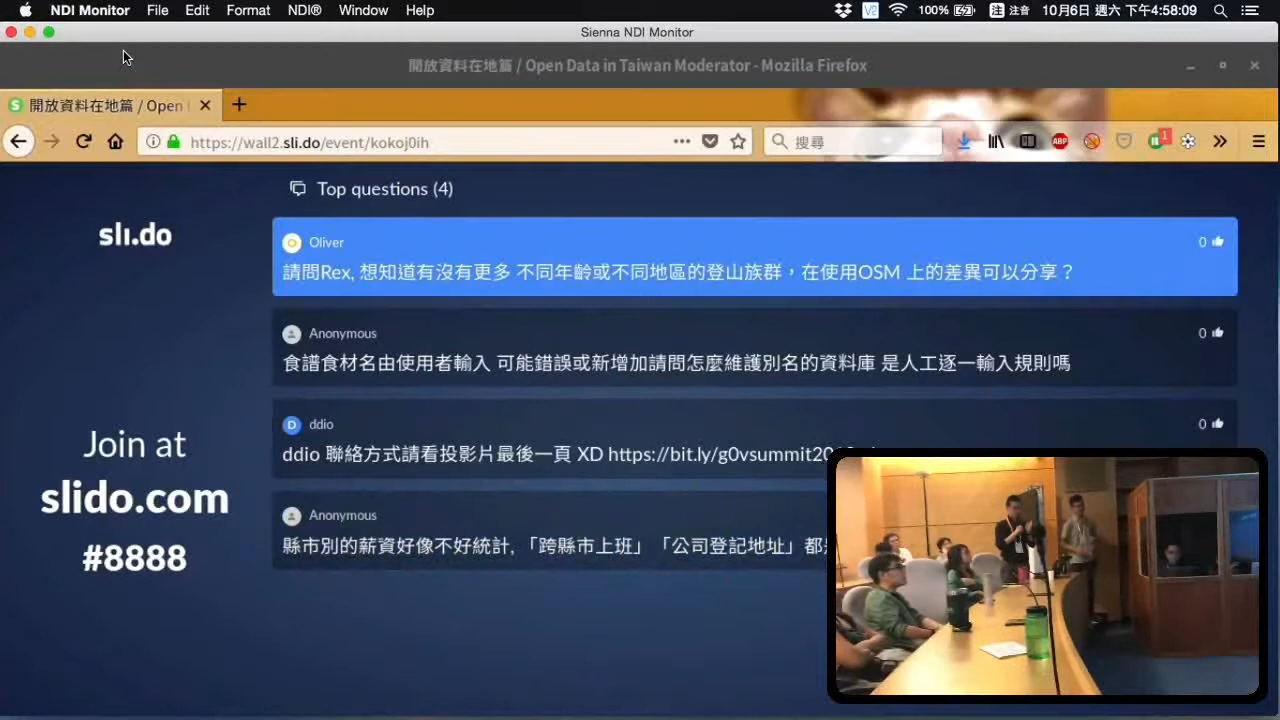 NDI Monitor File Edit Format NDI® Window Help 100% 注 注音 10月6日 週六 下午4:58:09
Sienna NDI Monitor
開放資料在地篇 / Open Data in Taiwan Moderator - Mozilla Firefox
開放資料在地篇 / Open
https://wall2.sli.do/event/kokoj0ih
搜尋
ABP
1
Top questions (4)
sli.do
Oliver
0
請問Rex, 想知道有沒有更多 不同年齡或不同地區的登山族群，在使用OSM 上的差異可以分享？
Anonymous
0
食譜食材名由使用者輸入 可能錯誤或新增加請問怎麼維護別名的資料庫 是人工逐一輸入規則嗎
D ddio
0
ddio 聯絡方式請看投影片最後一頁 XD https://bit.ly/g0vsummit20
Anonymous
縣市別的薪資好像不好統計, 「跨縣市上班」「公司登記地址」都
Join at
slido.com
#8888